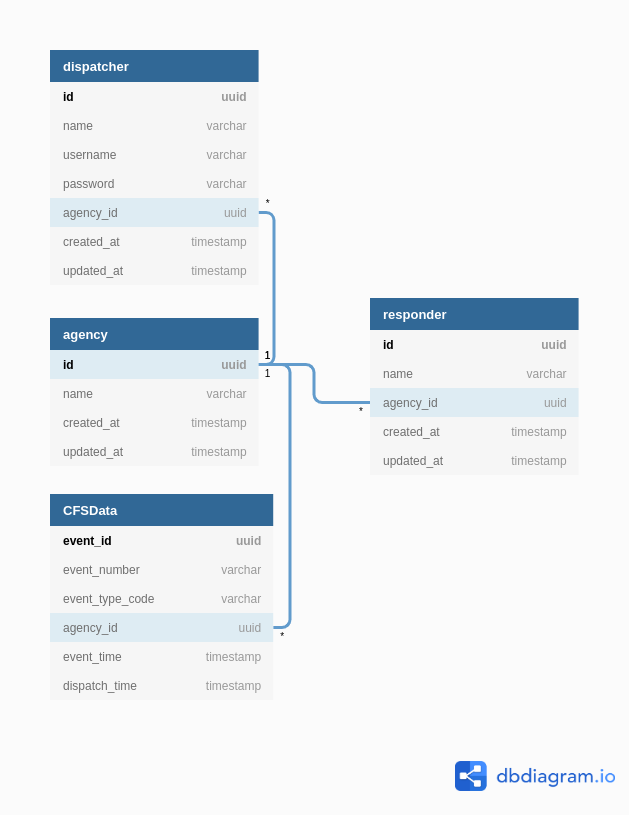 dispatcher
id uuid
name varchar
username varchar
password varchar
agency_id uuid
created_at timestamp
updated_at timestamp
*
agency
id uuid
name varchar
created_at timestamp
updated_at timestamp
1
1
responder
id uuid
name varchar
agency_id uuid
created_at timestamp
updated_at timestamp
*
CFSData
event_id uuid
event_number varchar
event_type_code varchar
agency_id uuid
event_time timestamp
dispatch_time timestamp
*
dbdiagram.io